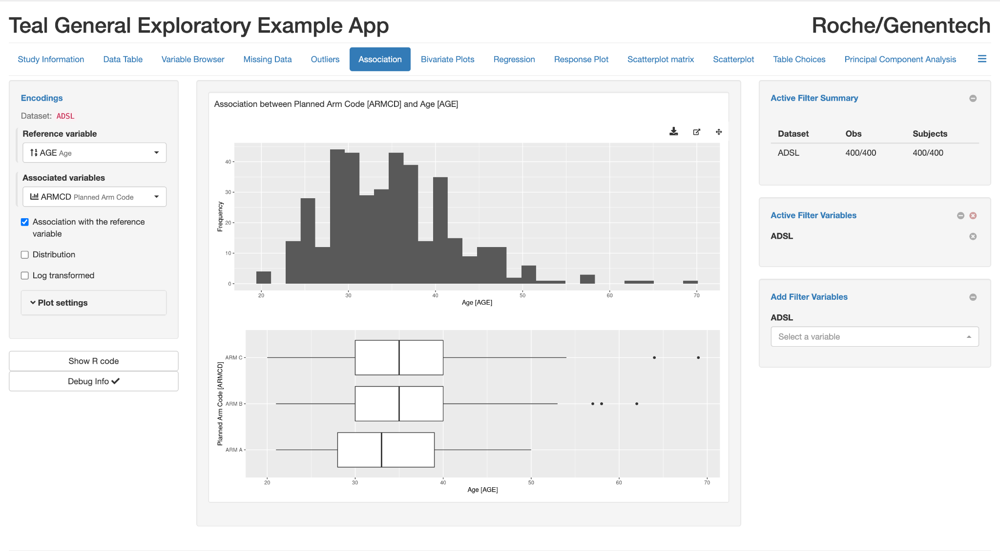 Teal General Exploratory Example App
Roche/Genentech
Study Information
Data Table
Variable Browser
Missing Data
Outliers
Association
Bivariate Plots
Regression
Response Plot
Scatterplot matrix
Scatterplot
Table Choices
Principal Component Analysis
Encodings
Dataset: ADSL
Reference variable
AGE Age
Associated variables
ARMCD Planned Arm Code
Association with the reference
variable
Distribution
Log transformed
Plot settings
Show R code
Debug Info
Association between Planned Arm Code [ARMCD] and Age [AGE]
Frequency
40
30
20
10
0
20 30 40 50 60 70
Age [AGE]
Planned Arm Code [ARMCD]
ARM C
ARM B
ARM A
20 30 40 50 60 70
Age [AGE]
Active Filter Summary
Dataset Obs Subjects
ADSL 400/400 400/400
Active Filter Variables
ADSL
Add Filter Variables
ADSL
Select a variable